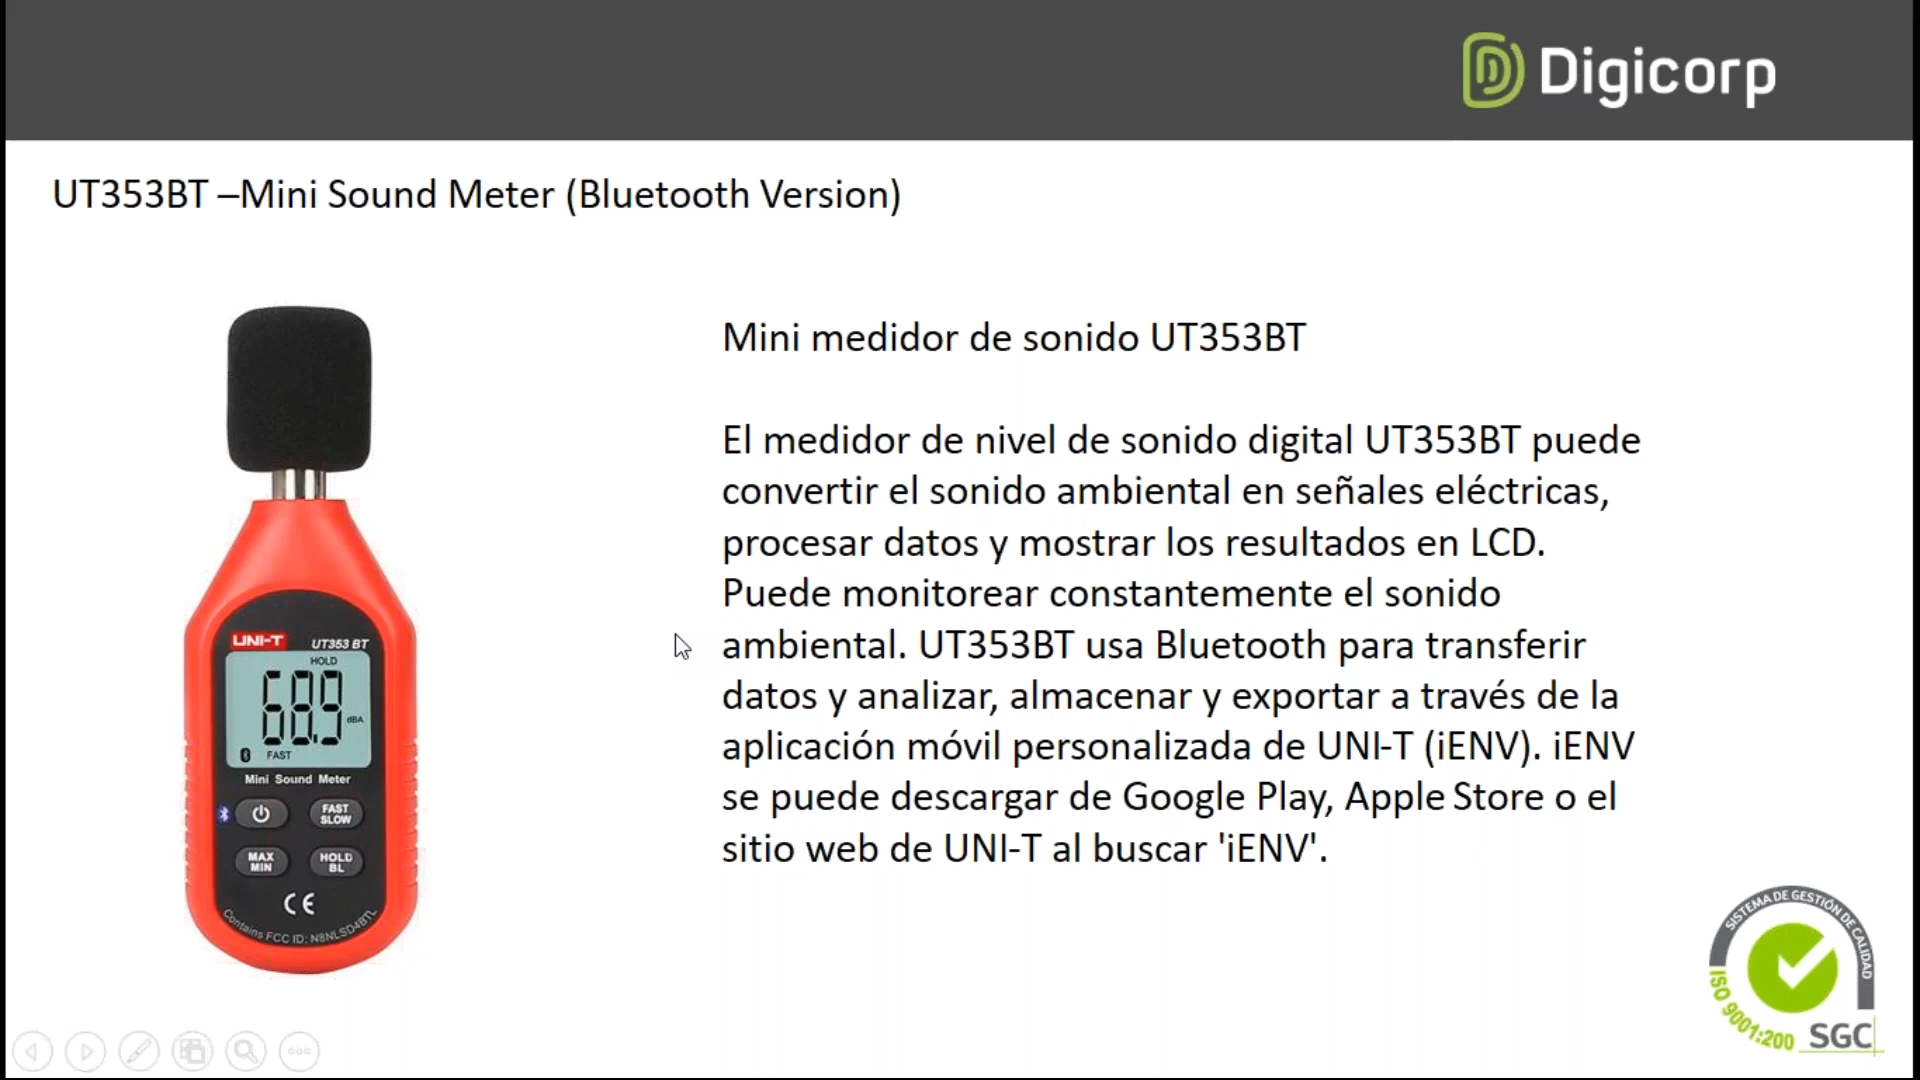 Digicorp
UT353BT –Mini Sound Meter (Bluetooth Version)
Mini medidor de sonido UT353BT
El medidor de nivel de sonido digital UT353BT puede
convertir el sonido ambiental en señales eléctricas,
procesar datos y mostrar los resultados en LCD.
Puede monitorear constantemente el sonido
ambiental. UT353BT usa Bluetooth para transferir
datos y analizar, almacenar y exportar a través de la
aplicación móvil personalizada de UNI-T (iENV). iENV
se puede descargar de Google Play, Apple Store o el
sitio web de UNI-T al buscar 'iENV'.
UNI-T
UT353 BT
HOLD
68.9
dBA
FAST
Mini Sound Meter
FAST
SLOW
MAX
MIN
HOLD
BL
CE
Contains FCC ID: N8NLSD4BTL
SISTEMA DE GESTIÓN DE CALIDAD
ISO 9001:200
SGC